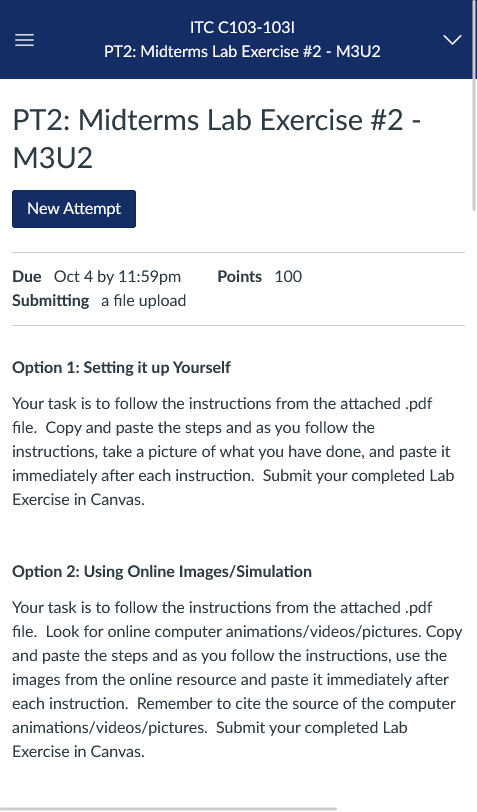 ITC C103-103I
PT2: Midterms Lab Exercise #2 - M3U2
PT2: Midterms Lab Exercise #2 -
M3U2
New Attempt
Due Oct 4 by 11:59pm Points 100
Submitting a file upload
Option 1: Setting it up Yourself
Your task is to follow the instructions from the attached .pdf
file. Copy and paste the steps and as you follow the
instructions, take a picture of what you have done, and paste it
immediately after each instruction. Submit your completed Lab
Exercise in Canvas.
Option 2: Using Online Images/Simulation
Your task is to follow the instructions from the attached .pdf
file. Look for online computer animations/videos/pictures. Copy
and paste the steps and as you follow the instructions, use the
images from the online resource and paste it immediately after
each instruction. Remember to cite the source of the computer
animations/videos/pictures. Submit your completed Lab
Exercise in Canvas.